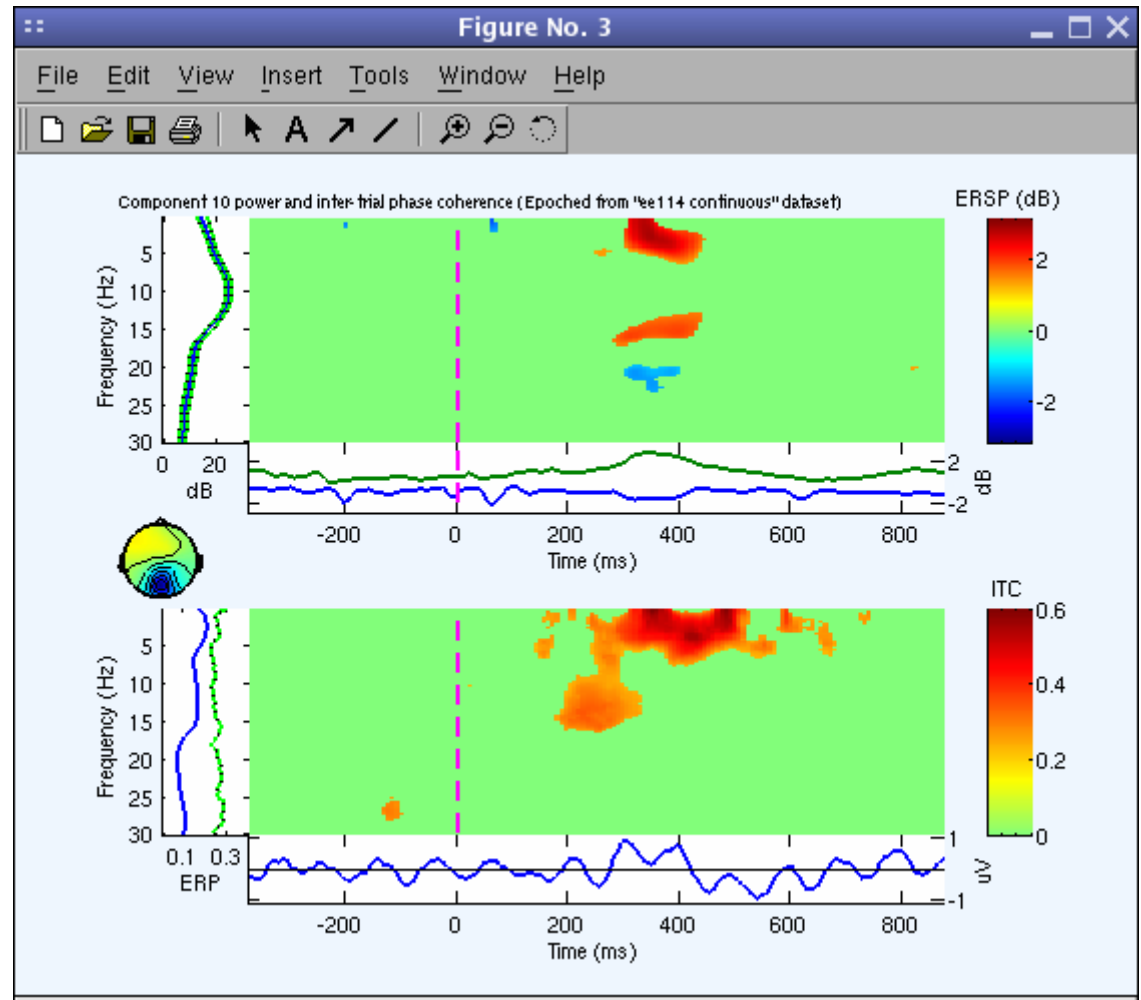 Figure No. 3
File Edit View Insert Tools Window Help
A
Component 10 power and inter-trial phase coherence (Epoched from "ee114 continuous" dataset)
ERSP (dB)
Frequency (Hz)
5
10
15
20
25
30
0 20
dB
2
0
-2
2
-2
dB
-200 0 200 400 600 800
Time (ms)
ITC
Frequency (Hz)
5
10
15
20
25
30
0.1 0.3
ERP
0.6
0.4
0.2
0
1
-1
uV
-200 0 200 400 600 800
Time (ms)